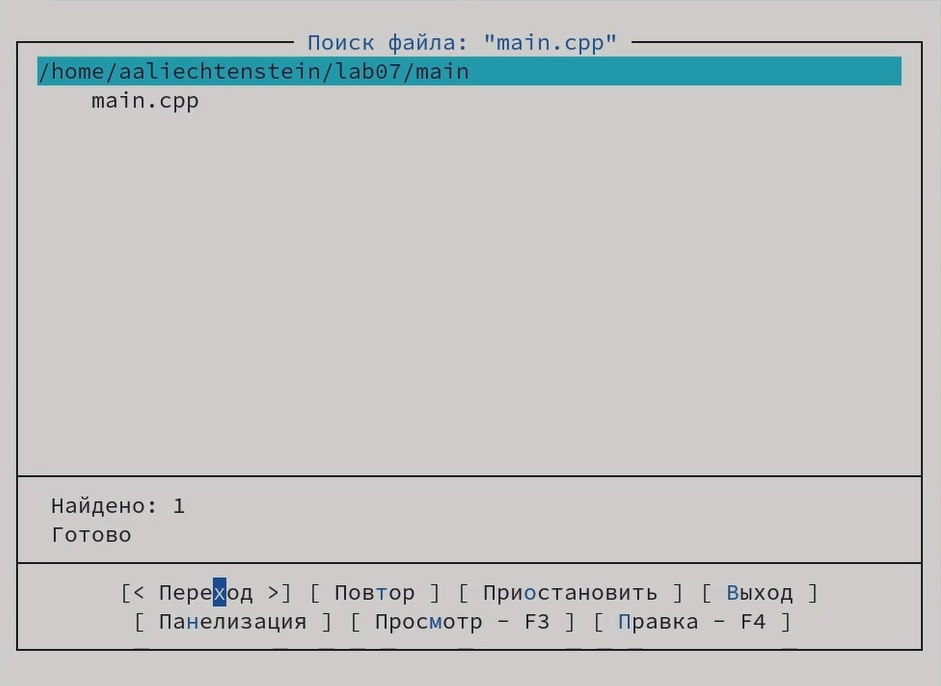 Поиск файла: "main.cpp"
/home/aaliechtenstein/lab07/main
main.cpp
Найдено: 1
Готово
[< Переход >] [ Повтор ] [ Приостановить ] [ Выход ]
[ Панелизация ] [ Просмотр - F3 ] [ Правка - F4 ]